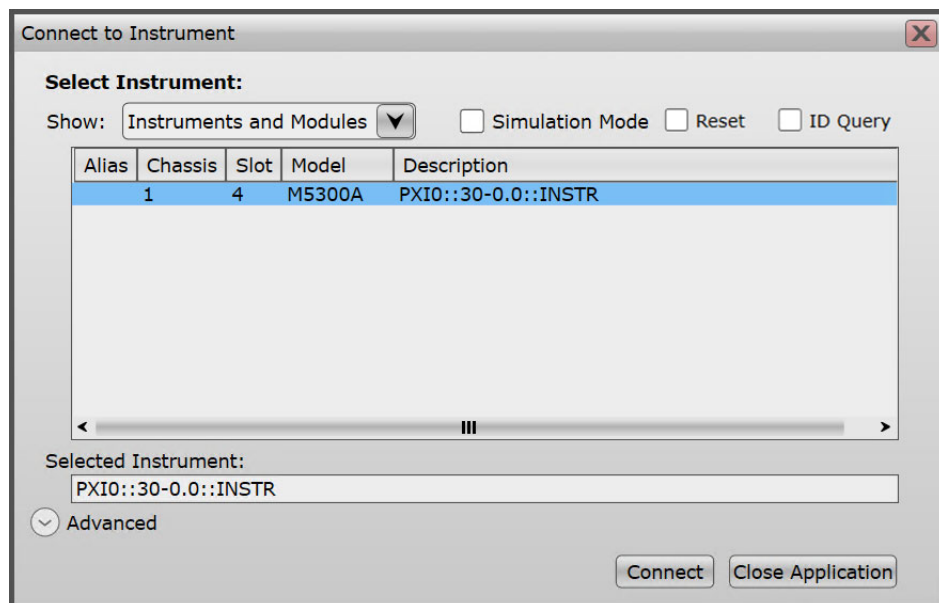 Connect to Instrument
Select Instrument:
Show: Instruments and Modules Simulation Mode Reset ID Query
Alias Chassis Slot Model Description
1 4 M5300A PXI0::30-0.0::INSTR
Selected Instrument:
PXI0::30-0.0::INSTR
Advanced
Connect Close Application